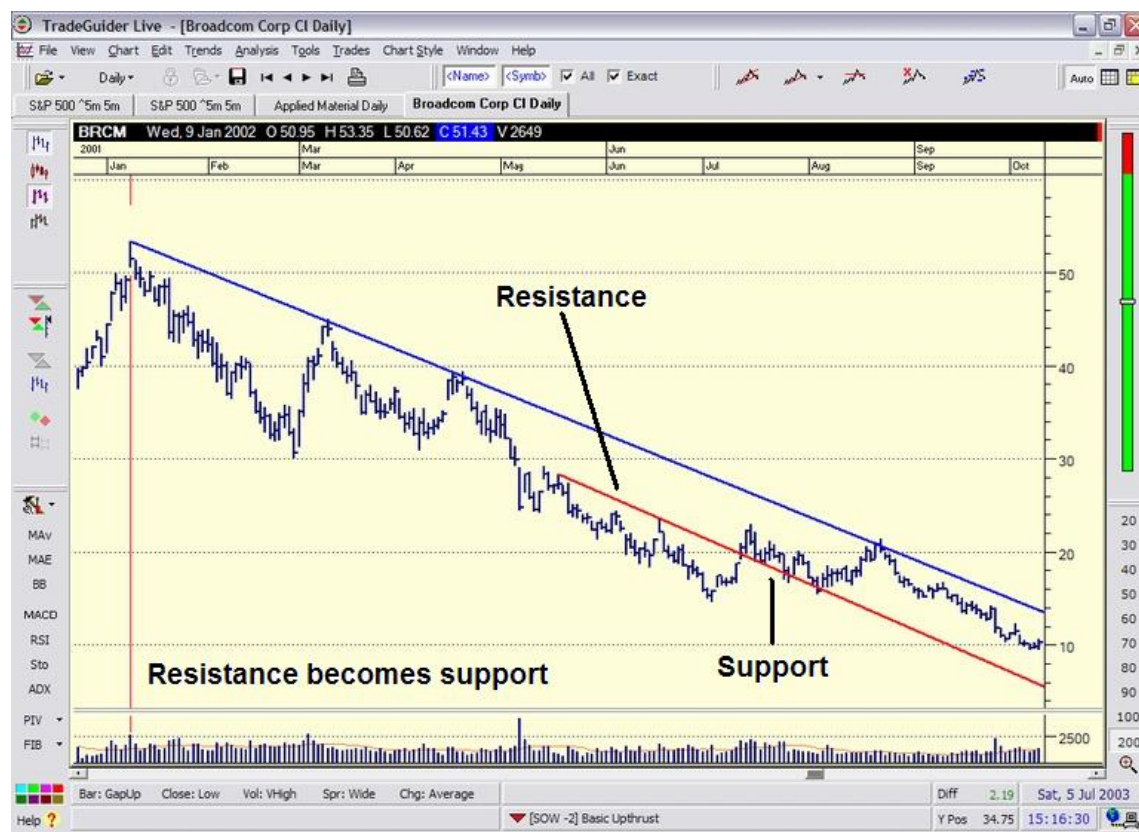 TradeGuider Live - [Broadcom Corp CI Daily]
File View Chart Edit Trends Analysis Tools Trades Chart Style Window Help
Daily <Name> <Symb> All Exact Auto
S&P 500 ^5m 5m S&P 500 ^5m 5m Applied Material Daily Broadcom Corp CI Daily
BRCM Wed, 9 Jan 2002 O 50.95 H 53.35 L 50.62 C 51.43 V 2649
2001 Mar Jun Sep
Jan Feb Mar Apr May Jun Jul Aug Sep Oct
50
Resistance
40
30
20
10
Support
Resistance becomes support
2500
MAv
MAE
BB
MACD
RSI
Sto
ADX
PIV
FIB
20
30
40
50
60
70
80
90
100
200
Bar: GapUp Close: Low Vol: VHigh Spr: Wide Chg: Average Diff 2.19 Sat, 5 Jul 2003
Help ? [SOW -2] Basic Upthrust Y Pos 34.75 15:16:30